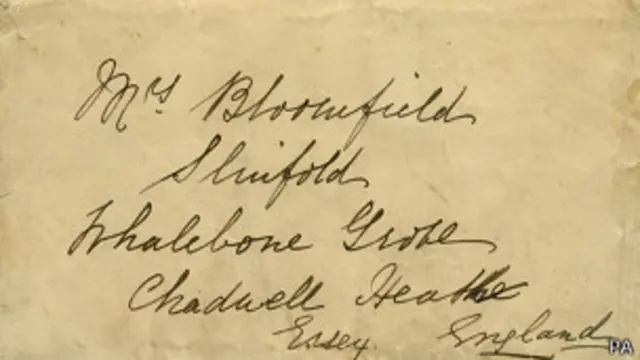 Mrs Bloomfield
Slinfold
Whalebone Grove
Chadwell Heath
Essex England
PA